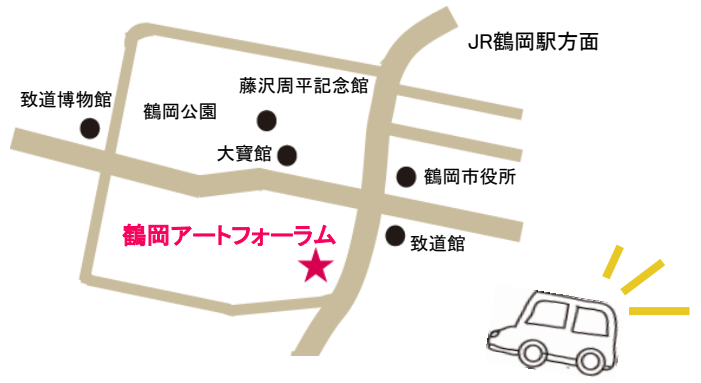 JR鶴岡駅方面
藤沢周平記念館
致道博物館
鶴岡公園
大寶館
鶴岡市役所
鶴岡アートフォーラム
致道館